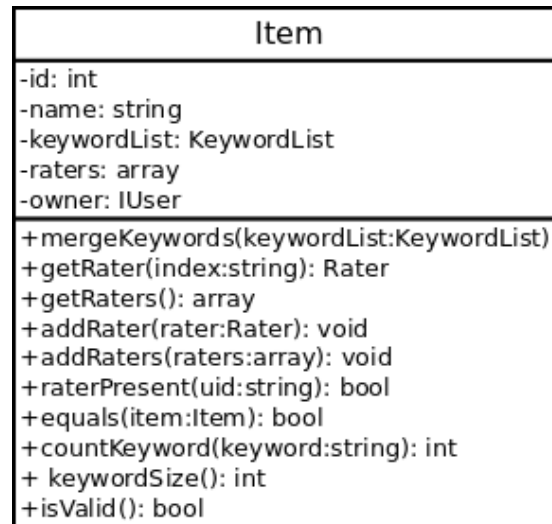 Item
-id: int
-name: string
-keywordList: KeywordList
-raters: array
-owner: IUser
+mergeKeywords(keywordList:KeywordList)
+getRater(index:string): Rater
+getRaters(): array
+addRater(rater:Rater): void
+addRaters(raters:array): void
+raterPresent(uid:string): bool
+equals(item:Item): bool
+countKeyword(keyword:string): int
+ keywordSize(): int
+isValid(): bool